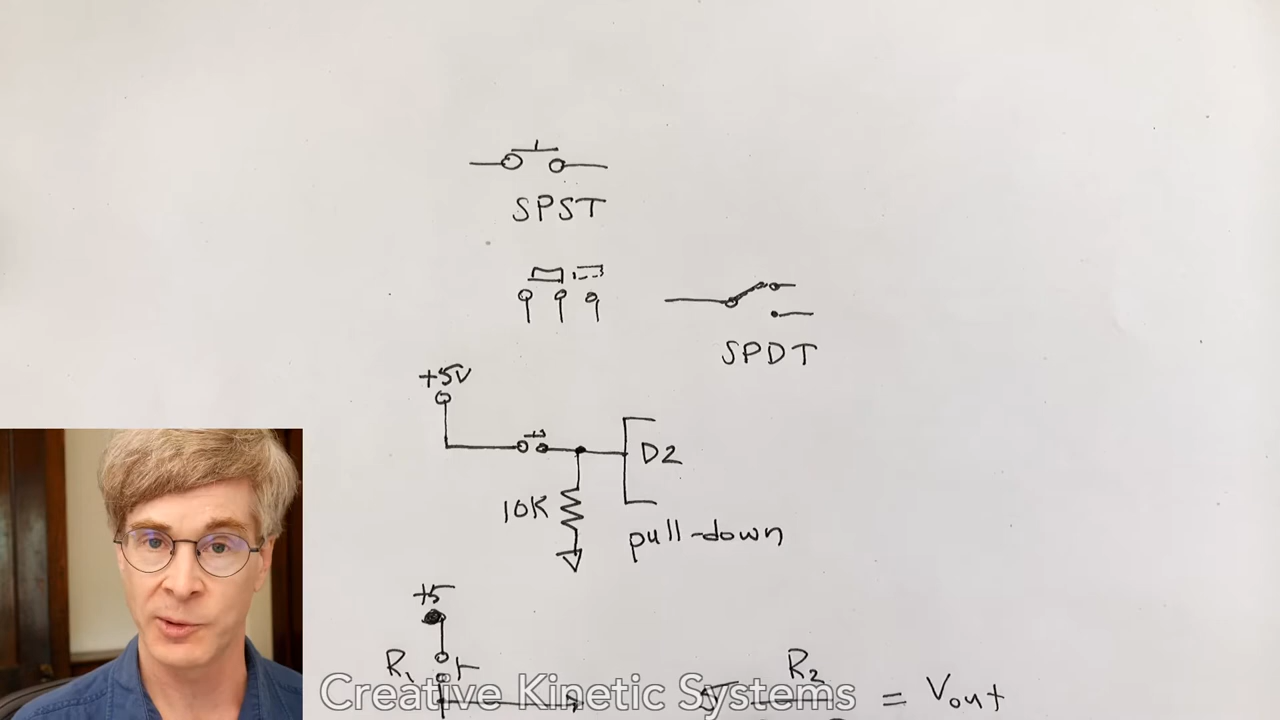 SPST
SPDT
+5V
D2
10K
pull-down
+5
R1
R2
= Vout
Creative Kinetic Systems